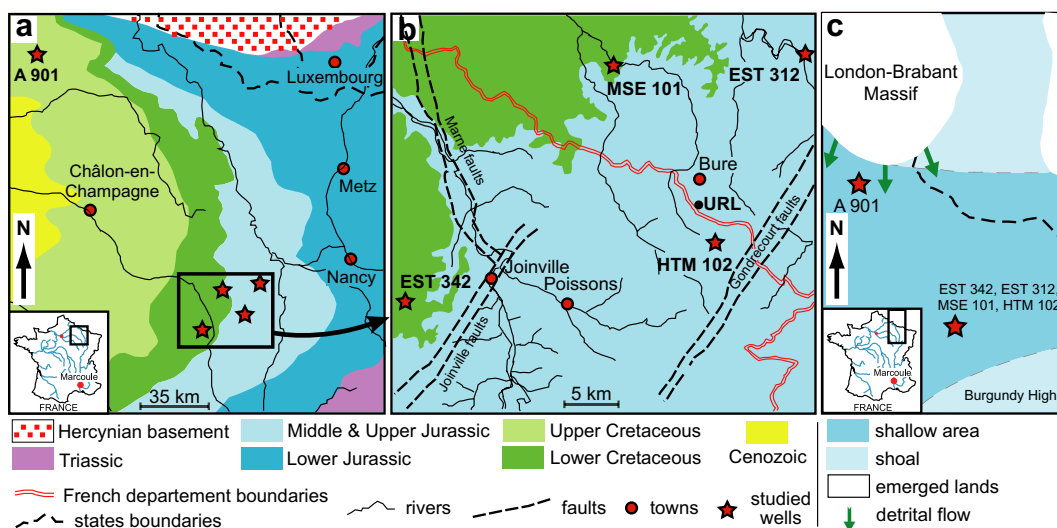 a
A 901
Luxembourg
Châlon-en-
Champagne
Metz
N
Nancy
Marcoule
FRANCE
35 km
b
MSE 101
EST 312
Marne faults
Bure
URL
HTM 102
Gondrecourt faults
EST 342
Joinville
Poissons
Joinville faults
5 km
c
London-Brabant
Massif
A 901
N
EST 342, EST 312,
MSE 101, HTM 102
Marcoule
FRANCE
Burgundy High
Hercynian basement
Middle & Upper Jurassic
Upper Cretaceous
Triassic
Lower Jurassic
Lower Cretaceous
Cenozoic
French departement boundaries
states boundaries
rivers
faults
towns
studied
wells
shallow area
shoal
emerged lands
detrital flow